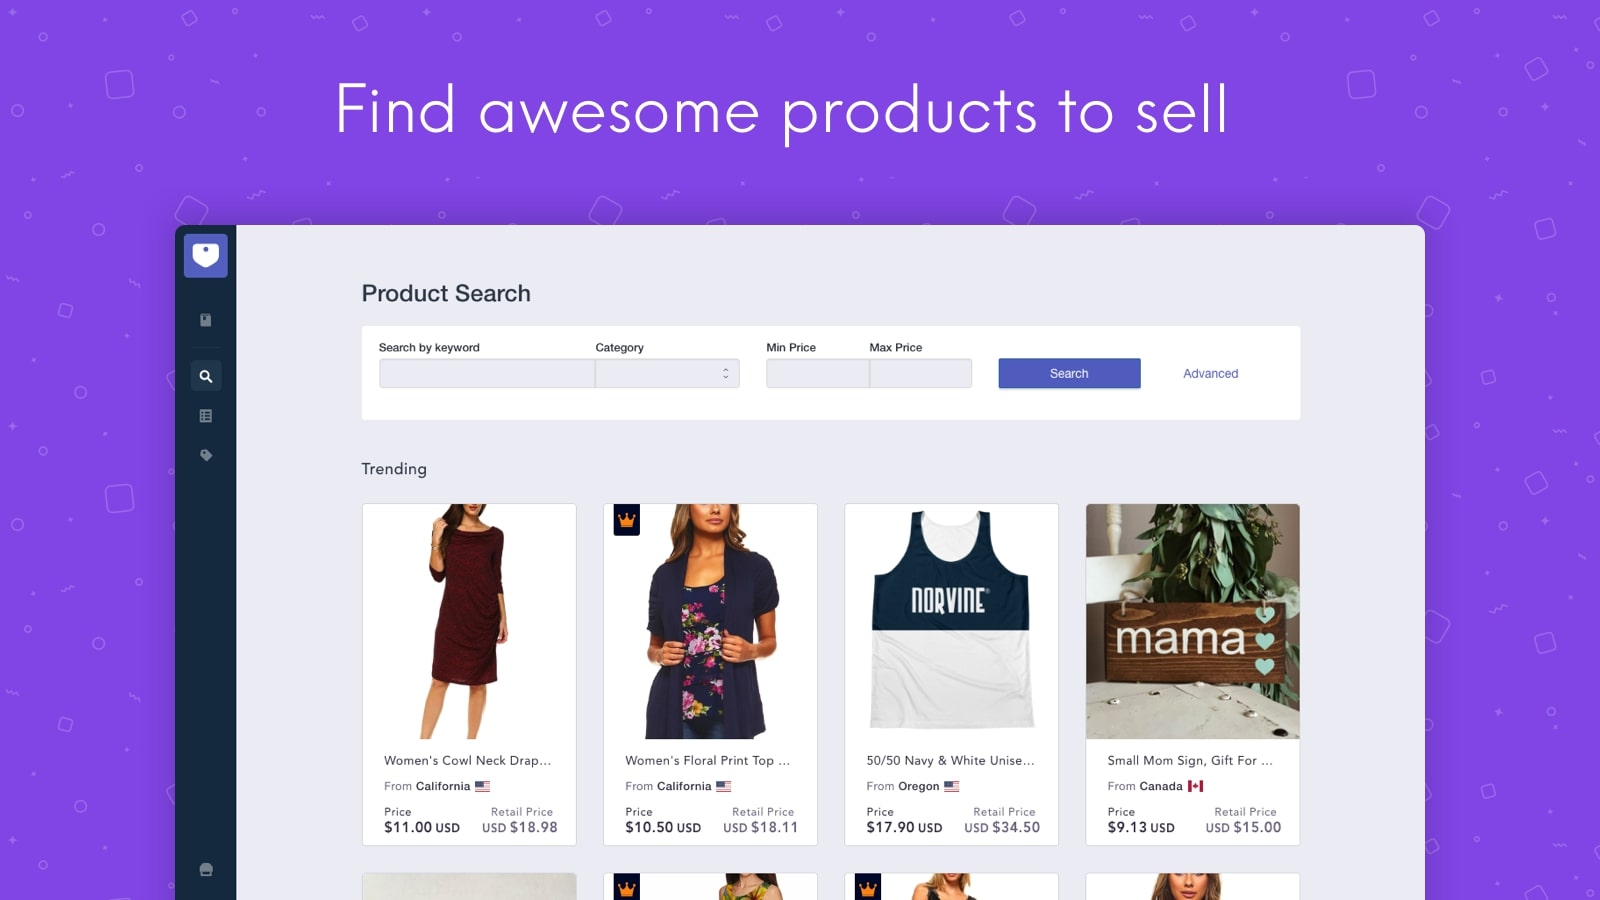 Find awesome products to sell
Product Search
Search by keyword
Category
Min Price
Max Price
Search
Advanced
Trending
NORVINE®
mama
Women's Cowl Neck Drap...
From California
Price
Retail Price
$11.00 USD
USD $18.98
Women's Floral Print Top ...
From California
Price
Retail Price
$10.50 USD
USD $18.11
50/50 Navy & White Unise...
From Oregon
Price
Retail Price
$17.90 USD
USD $34.50
Small Mom Sign, Gift For ...
From Canada
Price
Retail Price
$9.13 USD
USD $15.00